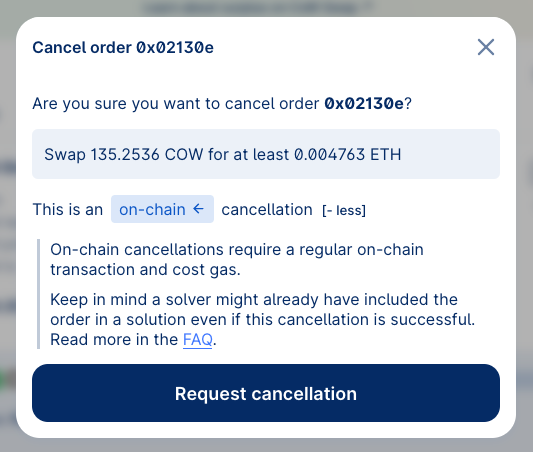 Cancel order 0x02130e
Are you sure you want to cancel order 0x02130e?
Swap 135.2536 COW for at least 0.004763 ETH
This is an on-chain ← cancellation [- less]
On-chain cancellations require a regular on-chain
transaction and cost gas.
Keep in mind a solver might already have included the
order in a solution even if this cancellation is successful.
Read more in the FAQ.
Request cancellation